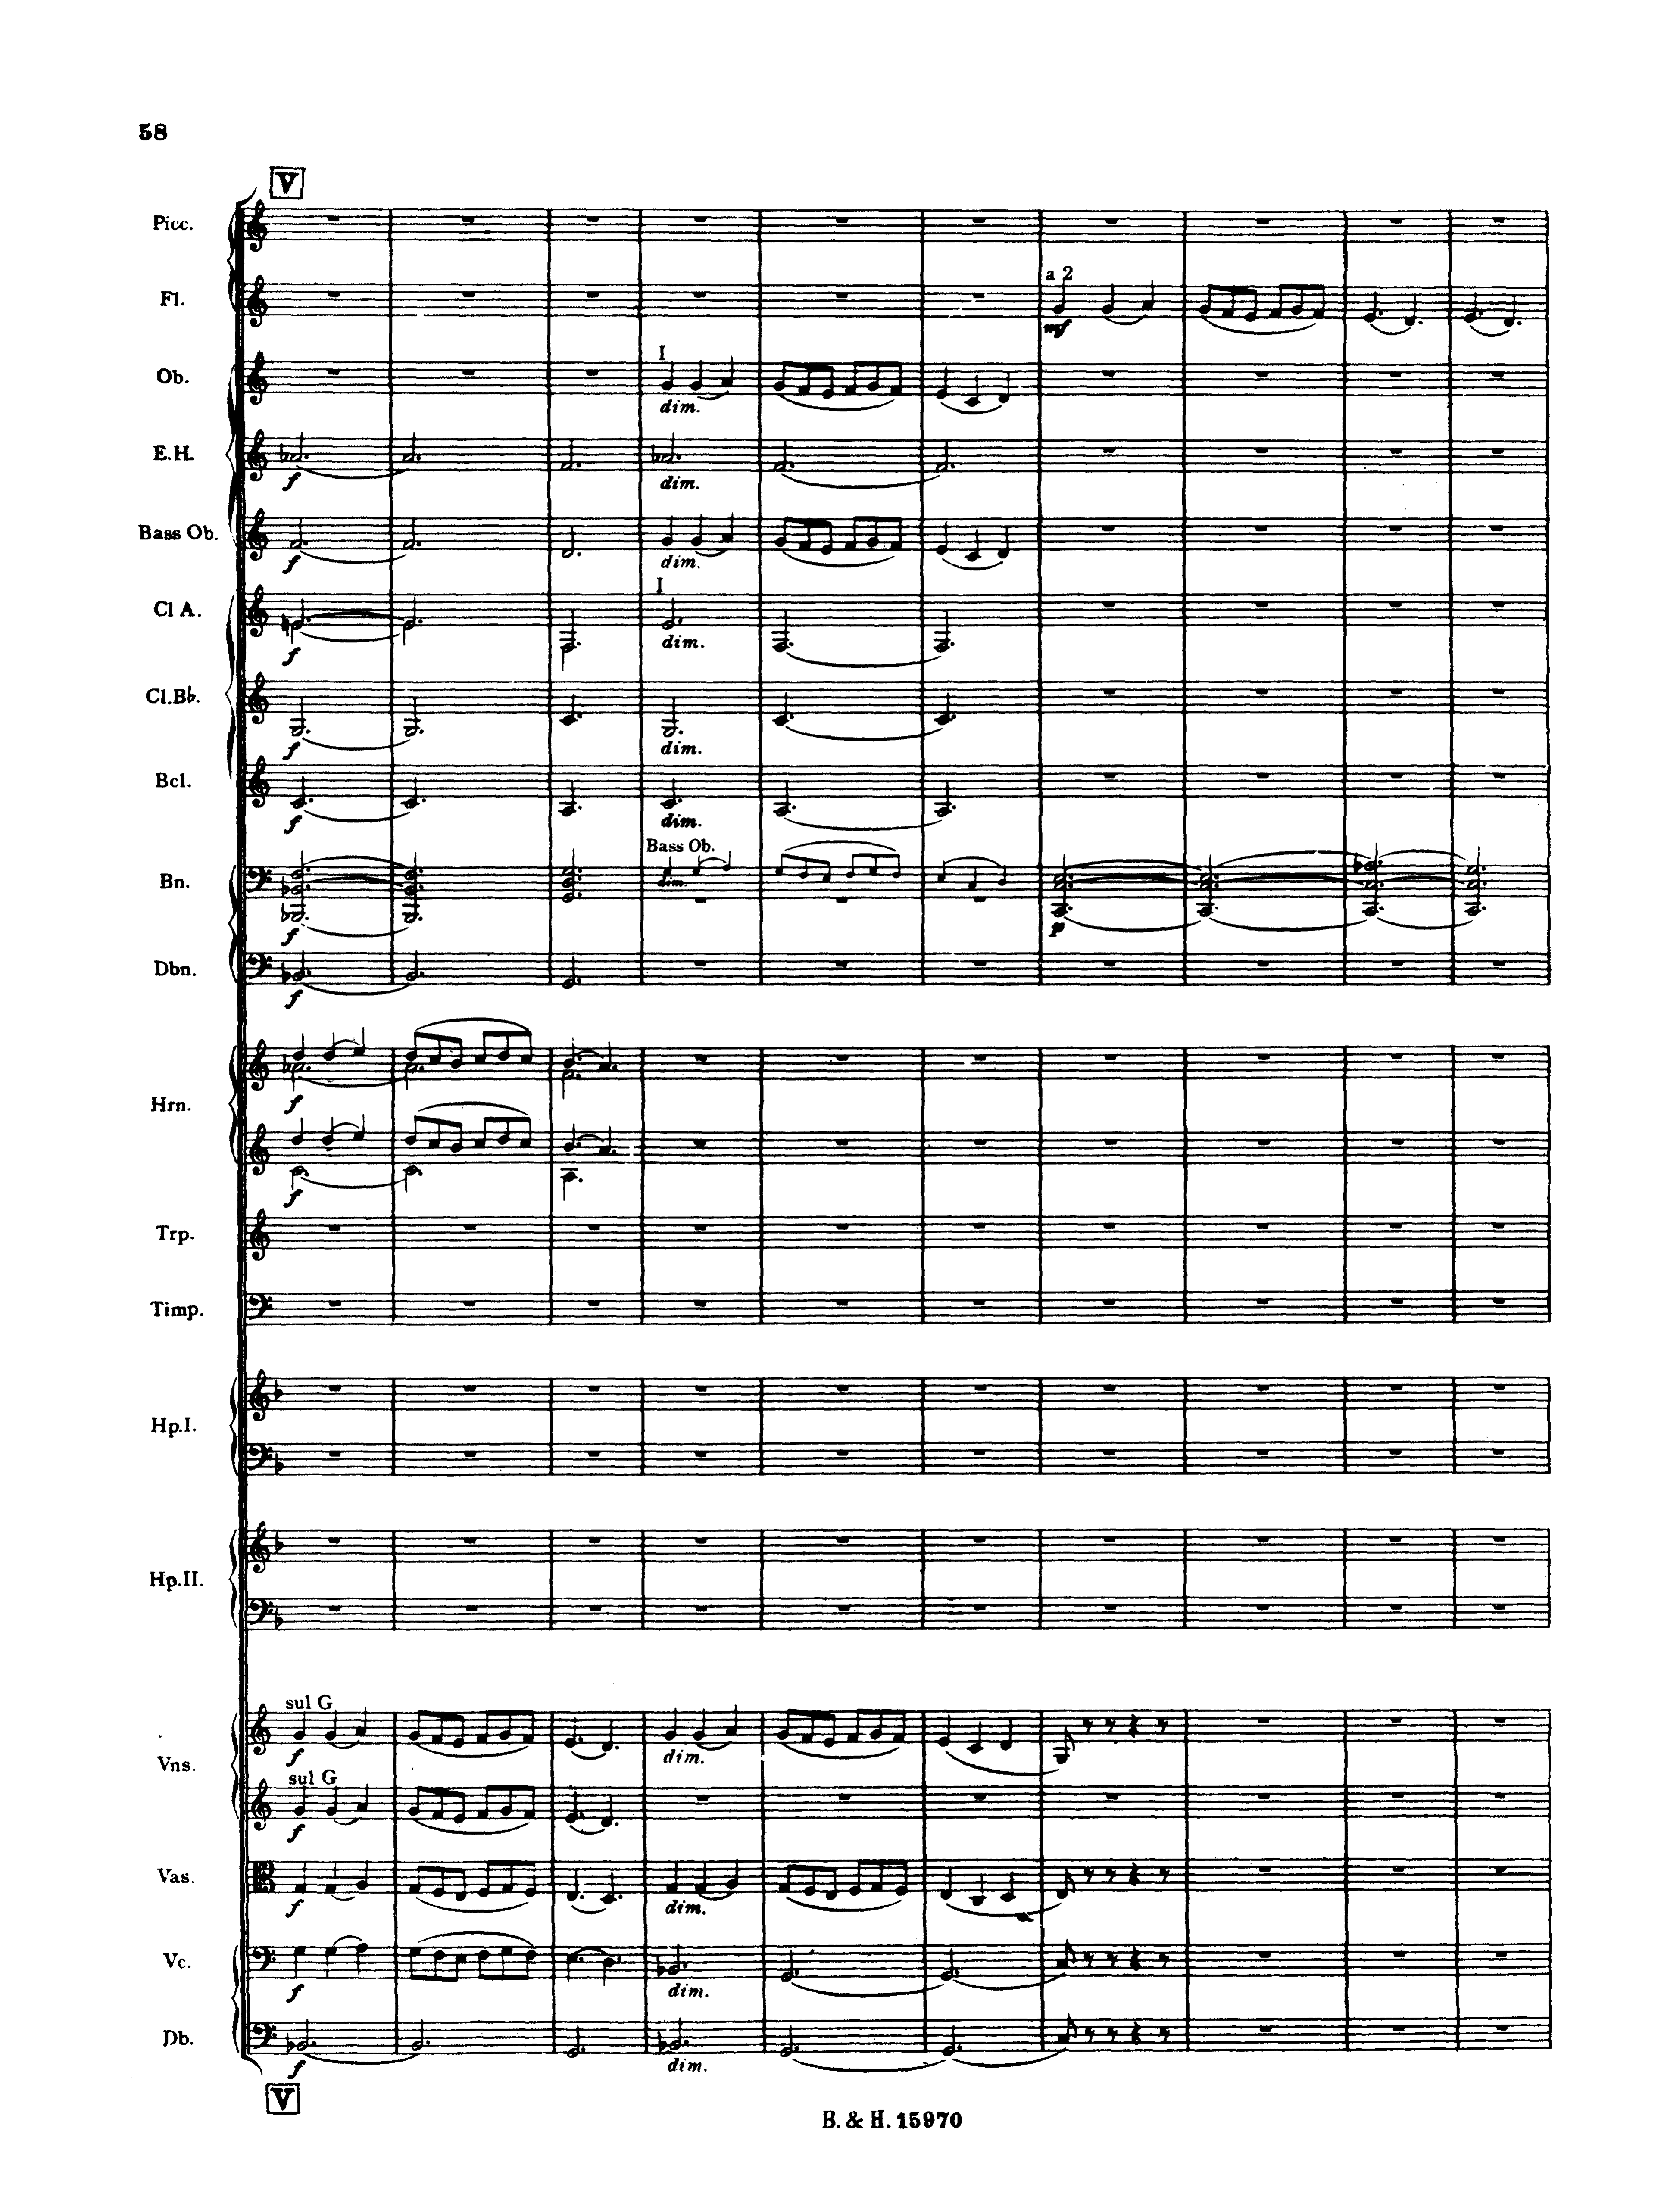 58
V
Picc.
a 2
Fl.
mf
I
Ob.
dim.
E.H.
f
dim.
Bass Ob.
f
dim.
I
Cl A.
f
dim.
Cl.B♭.
f
dim.
Bcl.
f
dim.
Bass Ob.
Bn.
dim.
f
p
Dbn.
f
f
Hrn.
f
Trp.
Timp.
Hp.I.
Hp.II.
sul G
f
dim.
Vns.
sul G
f
Vas.
f
dim.
Vc.
f
dim.
Db.
f
dim.
V
B. & H. 15970